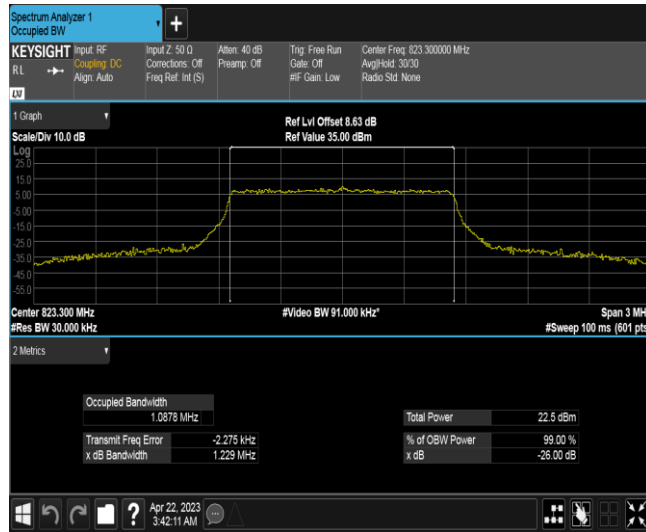 Spectrum Analyzer 1
Occupied BW
+
KEYSIGHT
RL
LXI
Input: RF
Coupling: DC
Align: Auto
Input Z: 50 Ω
Corrections: Off
Freq Ref: Int (S)
Atten: 40 dB
Preamp: Off
Trig: Free Run
Gate: Off
#IF Gain: Low
Center Freq: 823.300000 MHz
Avg|Hold: 30/30
Radio Std: None
1 Graph
Scale/Div 10.0 dB
Ref Lvl Offset 8.63 dB
Ref Value 35.00 dBm
Log
25.0
15.0
5.00
-5.00
-15.0
-25.0
-35.0
-45.0
-55.0
Center 823.300 MHz
#Res BW 30.000 kHz
#Video BW 91.000 kHz*
Span 3 MH
#Sweep 100 ms (601 pts
2 Metrics
Occupied Bandwidth
1.0878 MHz
Transmit Freq Error -2.275 kHz
x dB Bandwidth 1.229 MHz
Total Power 22.5 dBm
% of OBW Power 99.00 %
x dB -26.00 dB
?
Apr 22, 2023
3:42:11 AM